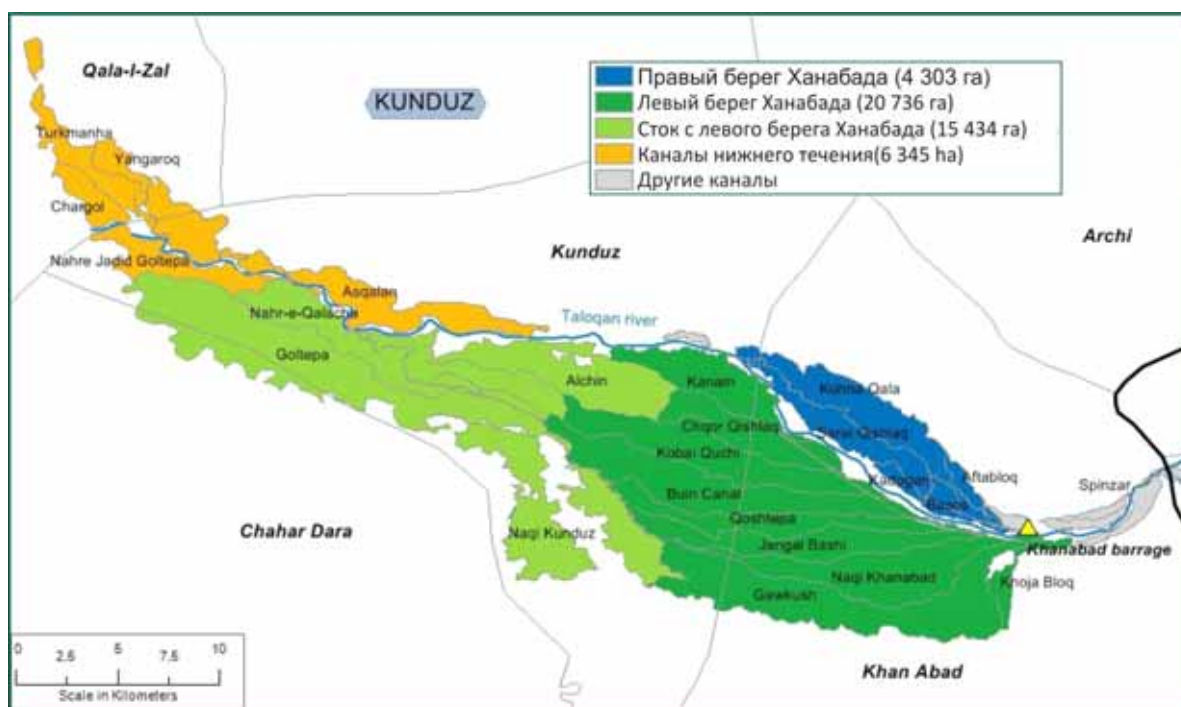 Qala-I-Zal
KUNDUZ
Правый берег Ханабада (4 303 га)
Левый берег Ханабада (20 736 га)
Сток с левого берега Ханабада (15 434 га)
Каналы нижнего течения(6 345 ha)
Другие каналы
Turkmanha
Yangaroq
Chargol
Archi
Kunduz
Nahre Jadid Goltepa
Asqalan
Nahr-e-Qalacha
Taloqan river
Goltepa
Alchin
Kanam
Kuhna Qala
Chqor Qishlaq
Sarai Qishlaq
Kobai Quchi
Kadogan
Aftabloq
Spinzar
Buin Canal
Qoshtepa
Chahar Dara
Naqi Kunduz
Jangal Bashi
Khanabad barrage
Naqi Khanabad
Khoja Bloq
Gawkush
Khan Abad
0 5 10
2.5 7.5
Scale in Kilometers